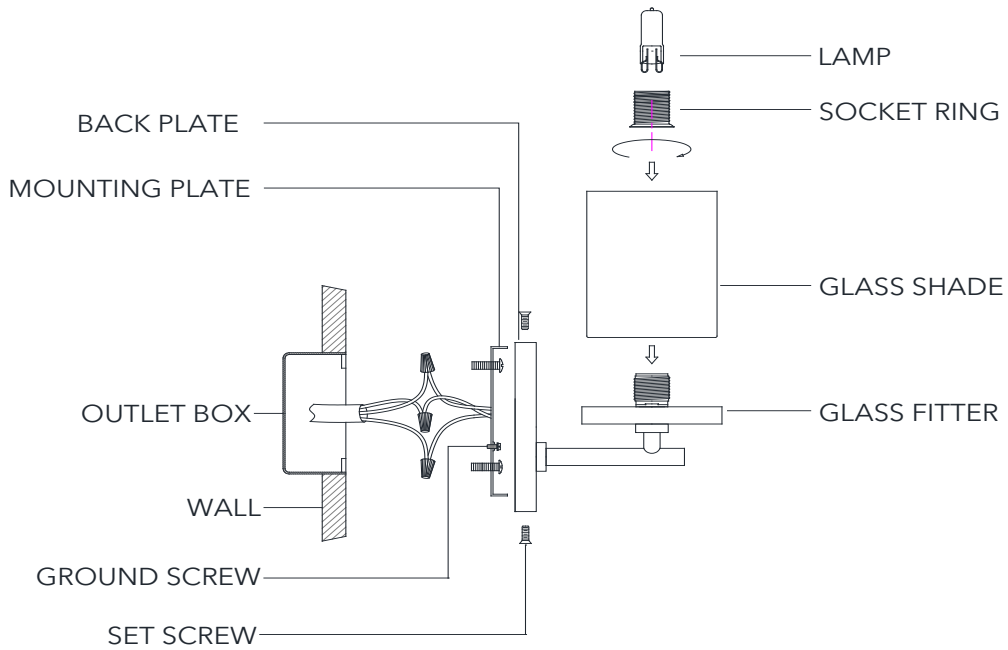 LAMP
SOCKET RING
BACK PLATE
MOUNTING PLATE
GLASS SHADE
OUTLET BOX
GLASS FITTER
WALL
GROUND SCREW
SET SCREW